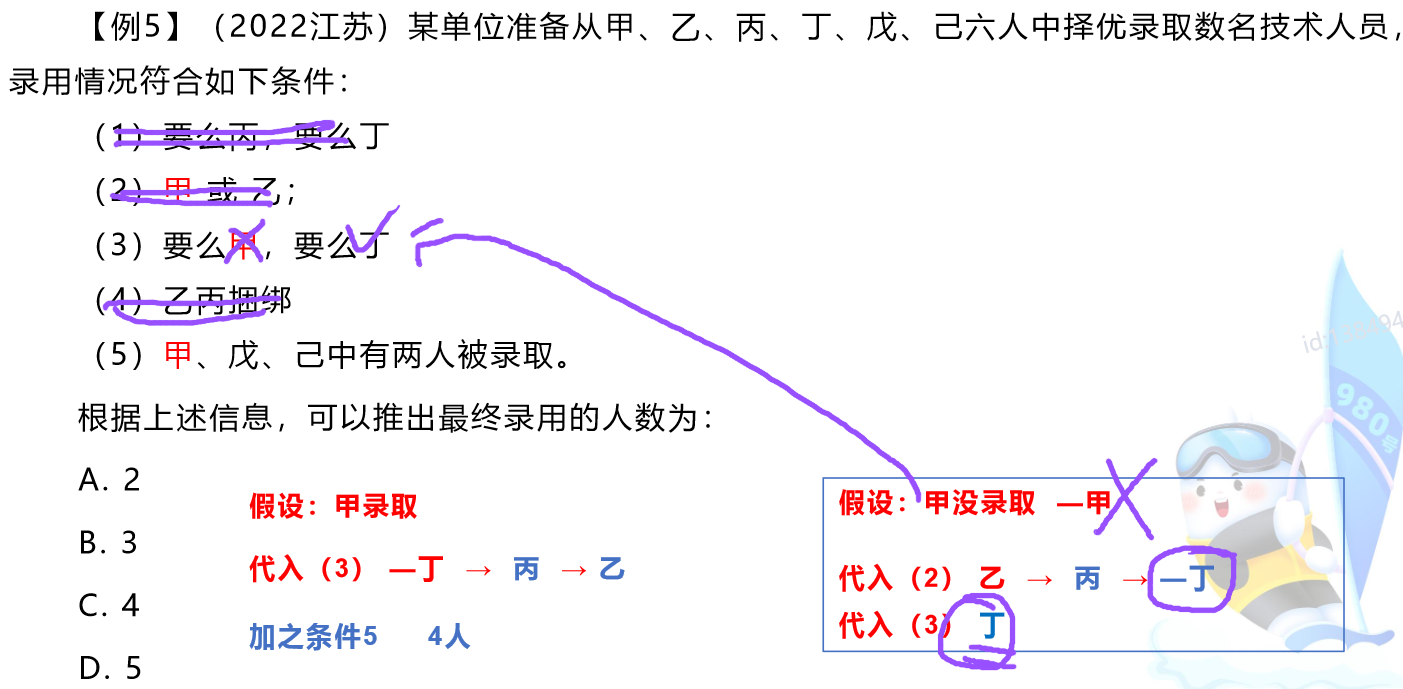 【例5】（2022江苏）某单位准备从甲、乙、丙、丁、戊、己六人中择优录取数名技术人员，
录用情况符合如下条件：
（1）要么丙，要么丁
（2）甲 或 乙；
（3）要么甲，要么丁
（4）乙丙捆绑
（5）甲、戊、己中有两人被录取。
根据上述信息，可以推出最终录用的人数为：
A. 2
B. 3
C. 4
D. 5
假设：甲录取
代入（3） —丁 → 丙 → 乙
加之条件5 4人
假设：甲没录取 —甲
代入（2） 乙 → 丙 → —丁
代入（3） 丁
980号